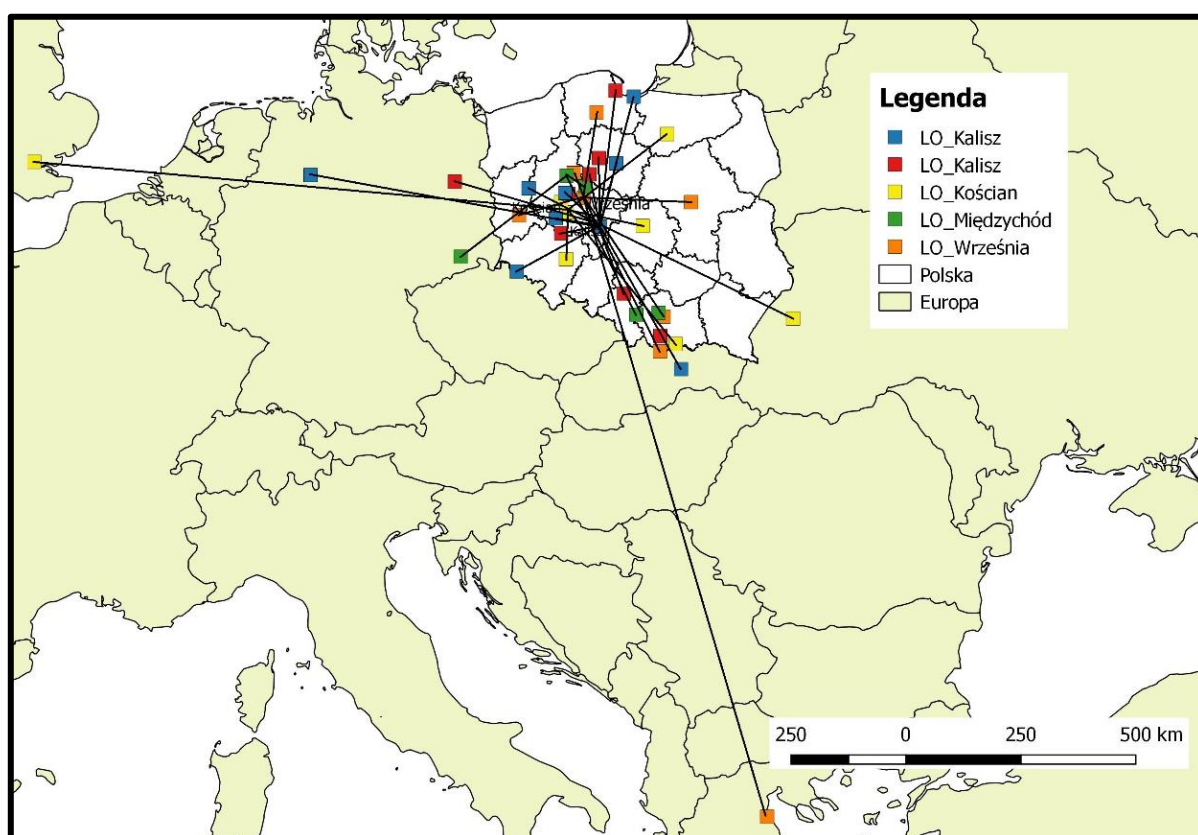 Legenda
LO_Kalisz
LO_Kalisz
LO_Kościan
LO_Międzychód
LO_Września
Polska
Europa
250 0 250 500 km